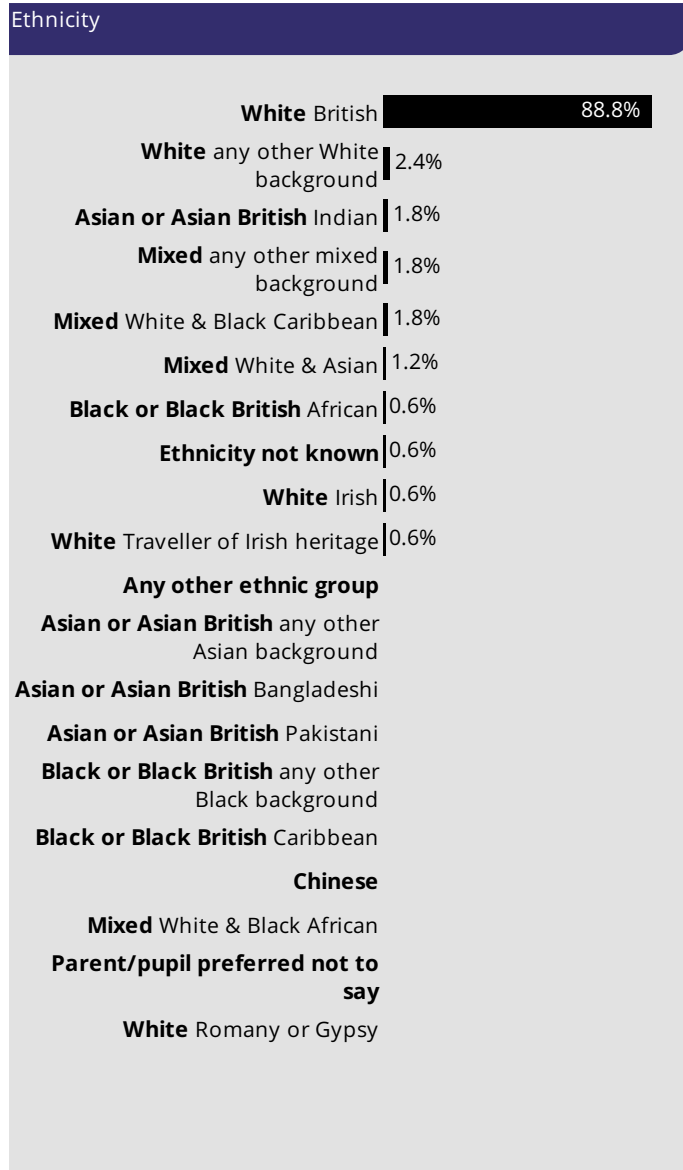 Ethnicity
White British 88.8%
White any other White
background 2.4%
Asian or Asian British Indian 1.8%
Mixed any other mixed
background 1.8%
Mixed White & Black Caribbean 1.8%
Mixed White & Asian 1.2%
Black or Black British African 0.6%
Ethnicity not known 0.6%
White Irish 0.6%
White Traveller of Irish heritage 0.6%
Any other ethnic group
Asian or Asian British any other
Asian background
Asian or Asian British Bangladeshi
Asian or Asian British Pakistani
Black or Black British any other
Black background
Black or Black British Caribbean
Chinese
Mixed White & Black African
Parent/pupil preferred not to
say
White Romany or Gypsy